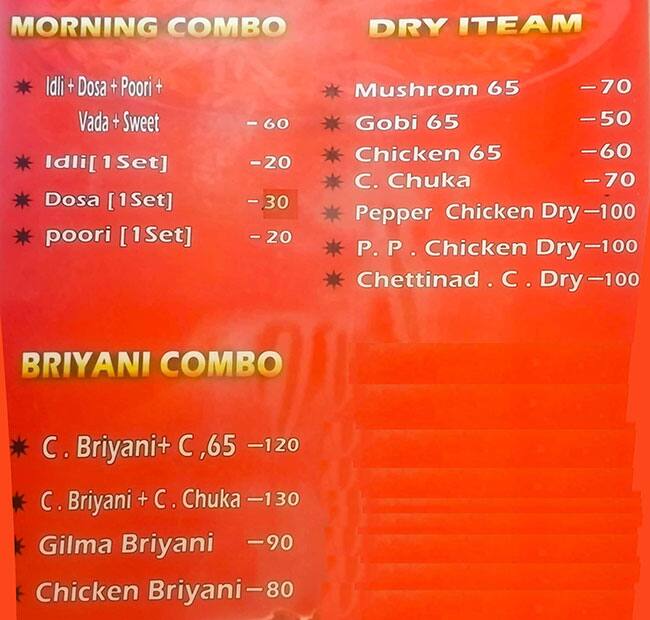 MORNING COMBO
Idli + Dosa + Poori +
Vada + Sweet - 60
Idli[1Set] -20
Dosa [1Set] - 30
poori [1Set] - 20
DRY ITEAM
Mushrom 65 -70
Gobi 65 -50
Chicken 65 -60
C. Chuka -70
Pepper Chicken Dry-100
P. P . Chicken Dry-100
Chettinad . C . Dry-100
BRIYANI COMBO
C . Briyani+ C ,65 -120
C . Briyani + C . Chuka -130
Gilma Briyani -90
Chicken Briyani-80